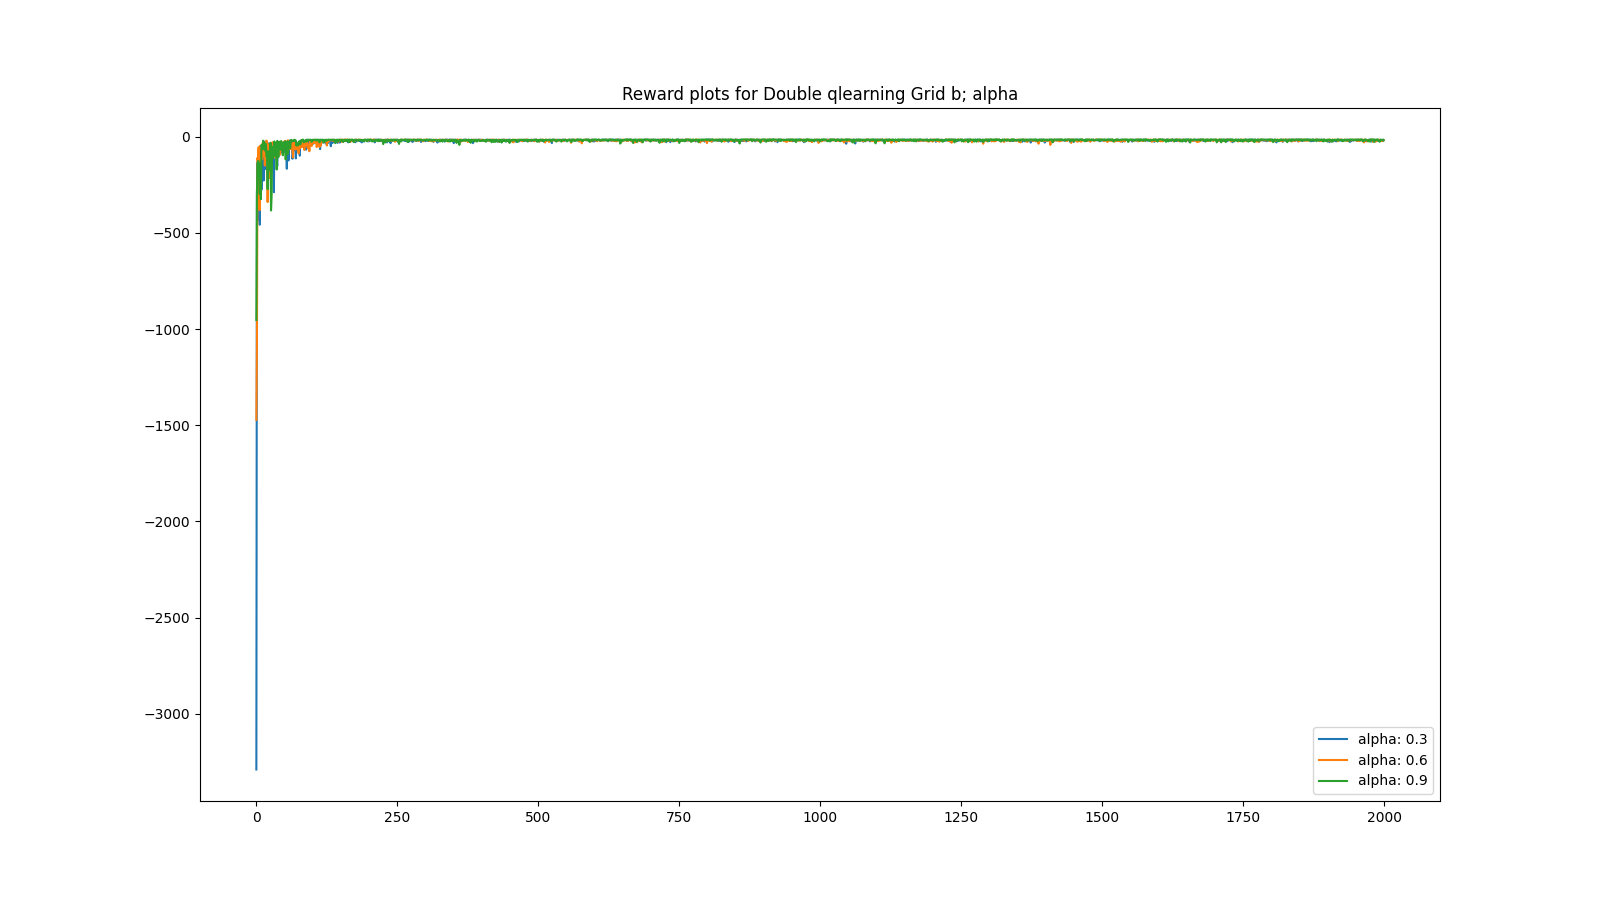 Reward plots for Double qlearning Grid b; alpha
0
−500
−1000
−1500
−2000
−2500
−3000
0 250 500 750 1000 1250 1500 1750 2000
alpha: 0.3
alpha: 0.6
alpha: 0.9